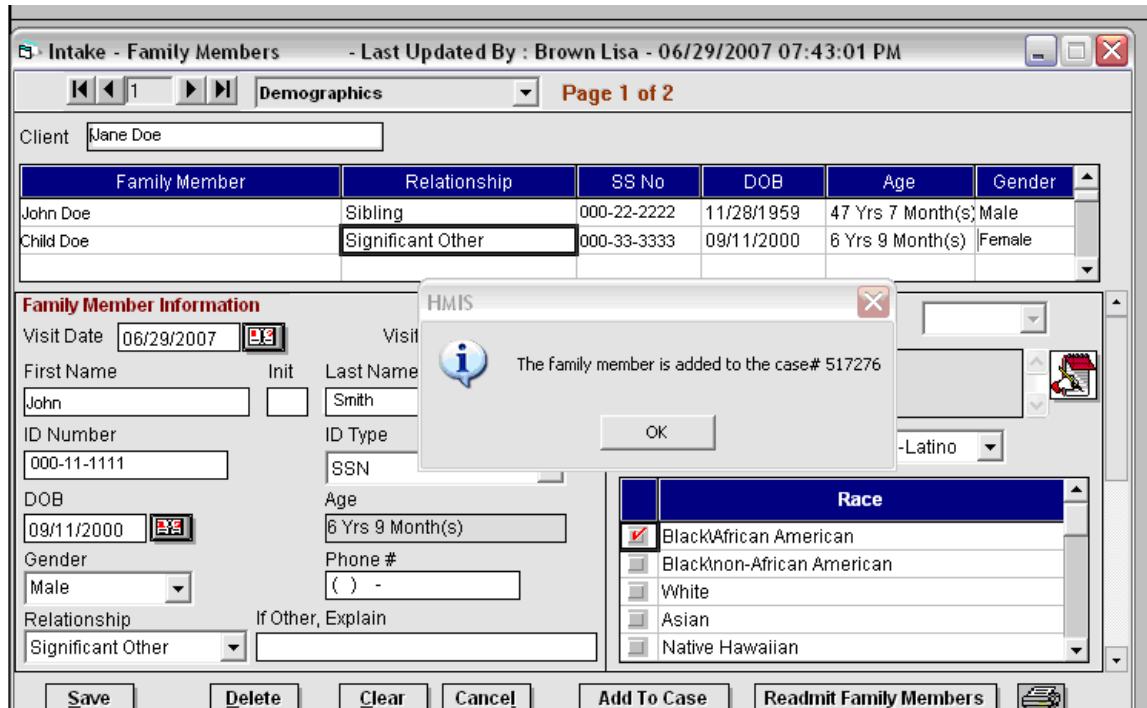 Intake - Family Members - Last Updated By : Brown Lisa - 06/29/2007 07:43:01 PM
1 Demographics Page 1 of 2
Client Jane Doe
Family Member Relationship SS No DOB Age Gender
John Doe Sibling 000-22-2222 11/28/1959 47 Yrs 7 Month(s) Male
Child Doe Significant Other 000-33-3333 09/11/2000 6 Yrs 9 Month(s) Female
Family Member Information
HMIS
Visit Date 06/29/2007 Visit
The family member is added to the case# 517276
OK
First Name Init Last Name
John Smith
ID Number ID Type
000-11-1111 SSN
-Latino
DOB Age
09/11/2000 6 Yrs 9 Month(s)
Gender Phone #
Male ( ) -
Relationship If Other, Explain
Significant Other
Race
Black\African American
Black\non-African American
White
Asian
Native Hawaiian
Save Delete Clear Cancel Add To Case Readmit Family Members